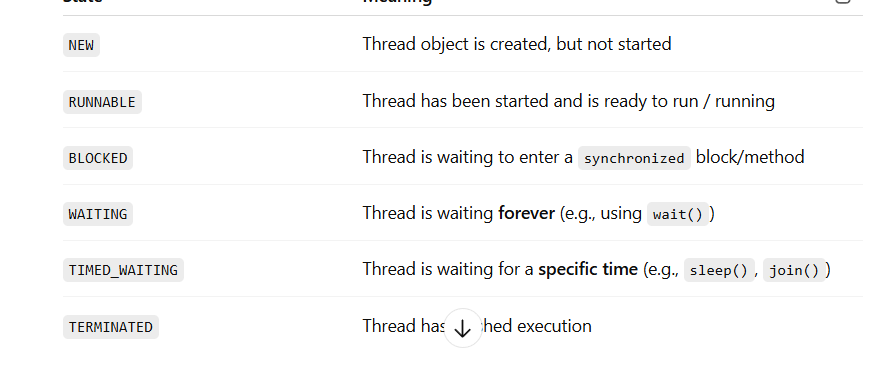 State Meaning
NEW Thread object is created, but not started
RUNNABLE Thread has been started and is ready to run / running
BLOCKED Thread is waiting to enter a synchronized block/method
WAITING Thread is waiting forever (e.g., using wait())
TIMED_WAITING Thread is waiting for a specific time (e.g., sleep(), join())
TERMINATED Thread has execution